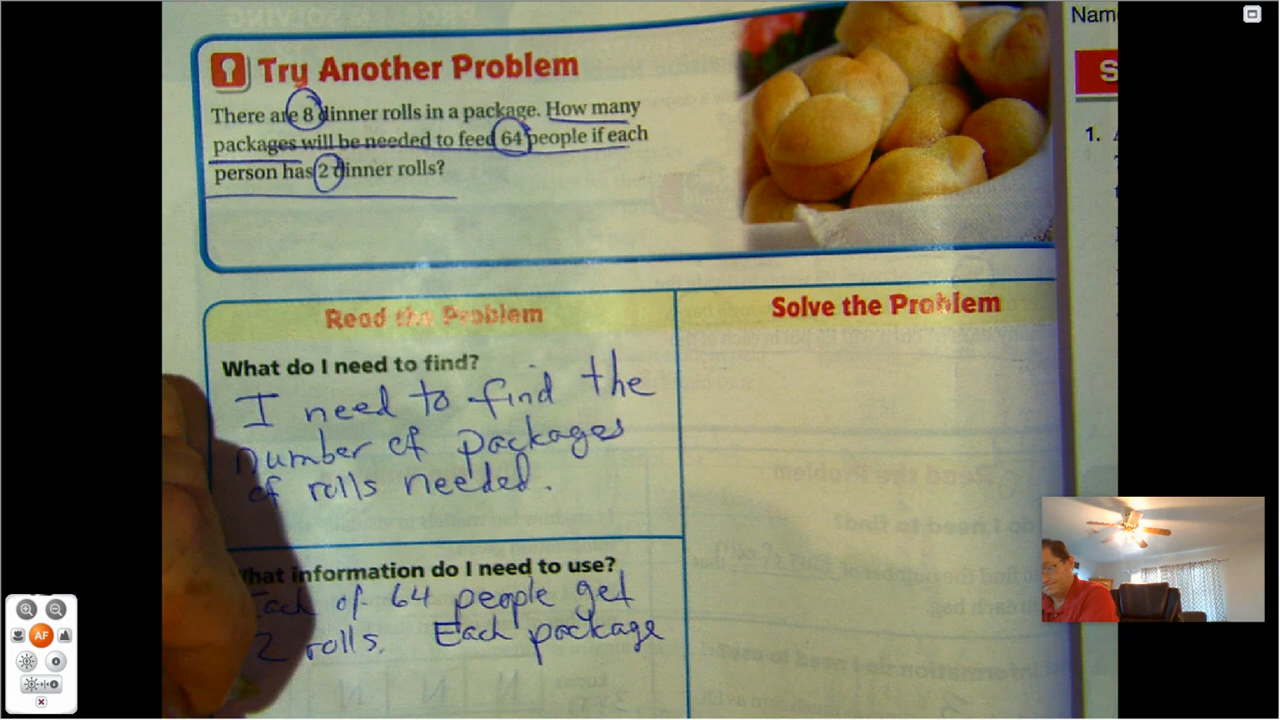 Try Another Problem
There are 8 dinner rolls in a package. How many
packages will be needed to feed 64 people if each
person has 2 dinner rolls?
Read the Problem
What do I need to find?
I need to find the
number of packages
of rolls needed.
What information do I need to use?
Each of 64 people get
2 rolls. Each package
Solve the Problem
Nam
S
1.
AF